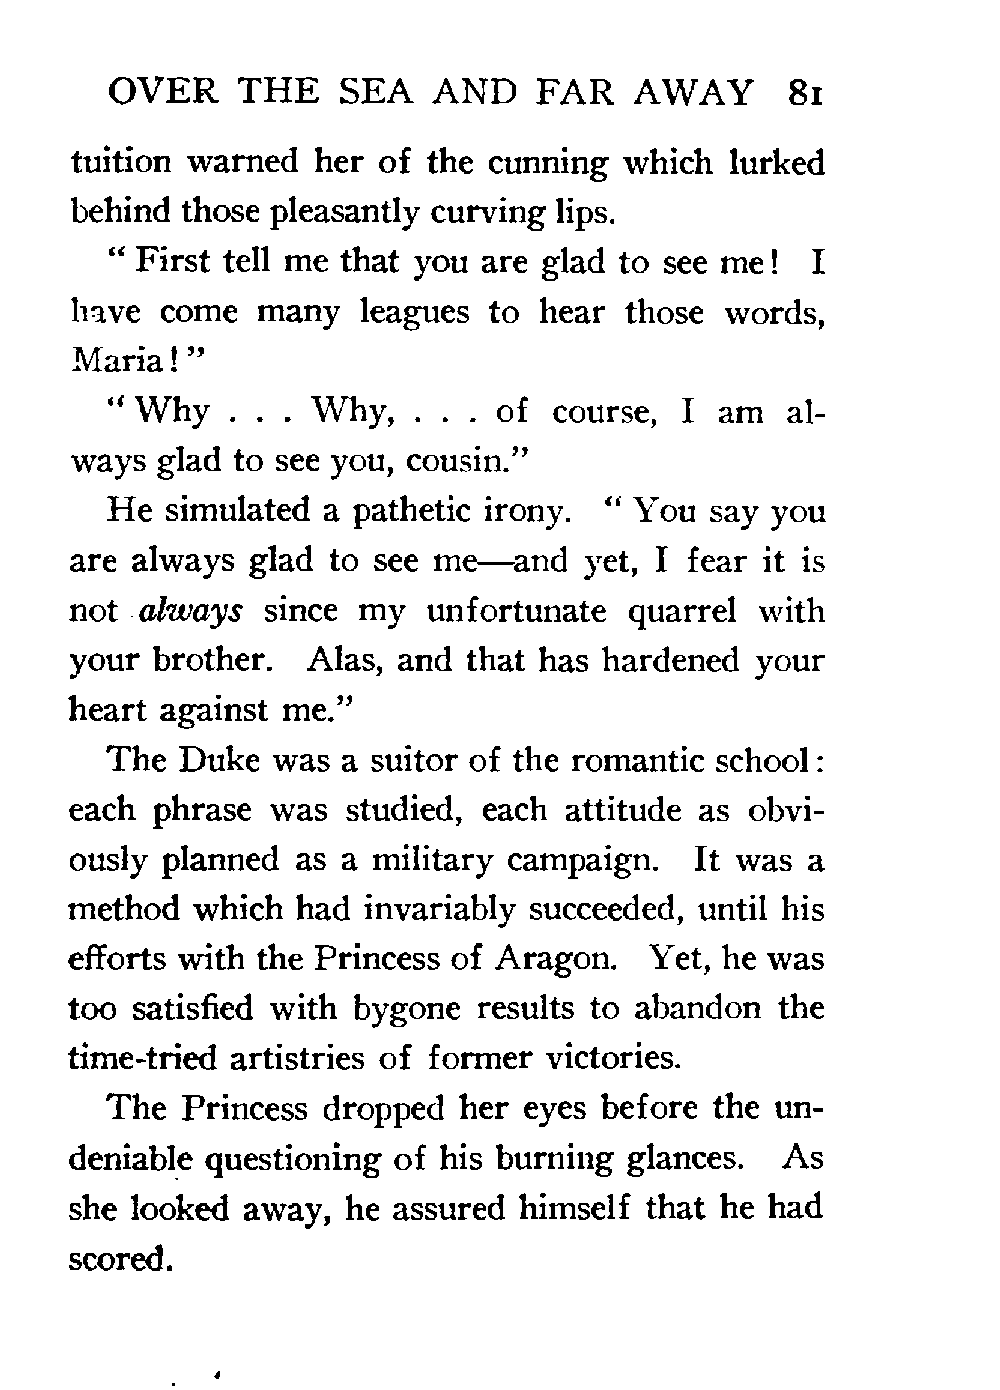 OVER THE SEA AND FAR AWAY 81
tuition warned her of the cunning which lurked
behind those pleasantly curving lips.
“ First tell me that you are glad to see me! I
have come many leagues to hear those words,
Maria! ”
“ Why . . . Why, . . . of course, I am al-
ways glad to see you, cousin.”
He simulated a pathetic irony. “ You say you
are always glad to see me—and yet, I fear it is
not always since my unfortunate quarrel with
your brother. Alas, and that has hardened your
heart against me.”
The Duke was a suitor of the romantic school:
each phrase was studied, each attitude as obvi-
ously planned as a military campaign. It was a
method which had invariably succeeded, until his
efforts with the Princess of Aragon. Yet, he was
too satisfied with bygone results to abandon the
time-tried artistries of former victories.
The Princess dropped her eyes before the un-
deniable questioning of his burning glances. As
she looked away, he assured himself that he had
scored.